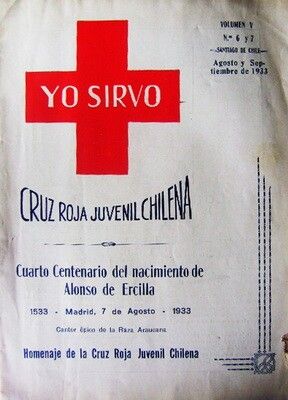 VOLUMEN V
N.os 6 y 7
SANTIAGO DE CHILE
Agosto y Sep-
tiembre de 1933
YO SIRVO
CRUZ ROJA JUVENIL CHILENA
Cuarto Centenario del nacimiento de
Alonso de Ercilla
1533 - Madrid, 7 de Agosto - 1933
Cantor épico de la Raza Araucana
Homenaje de la Cruz Roja Juvenil Chilena